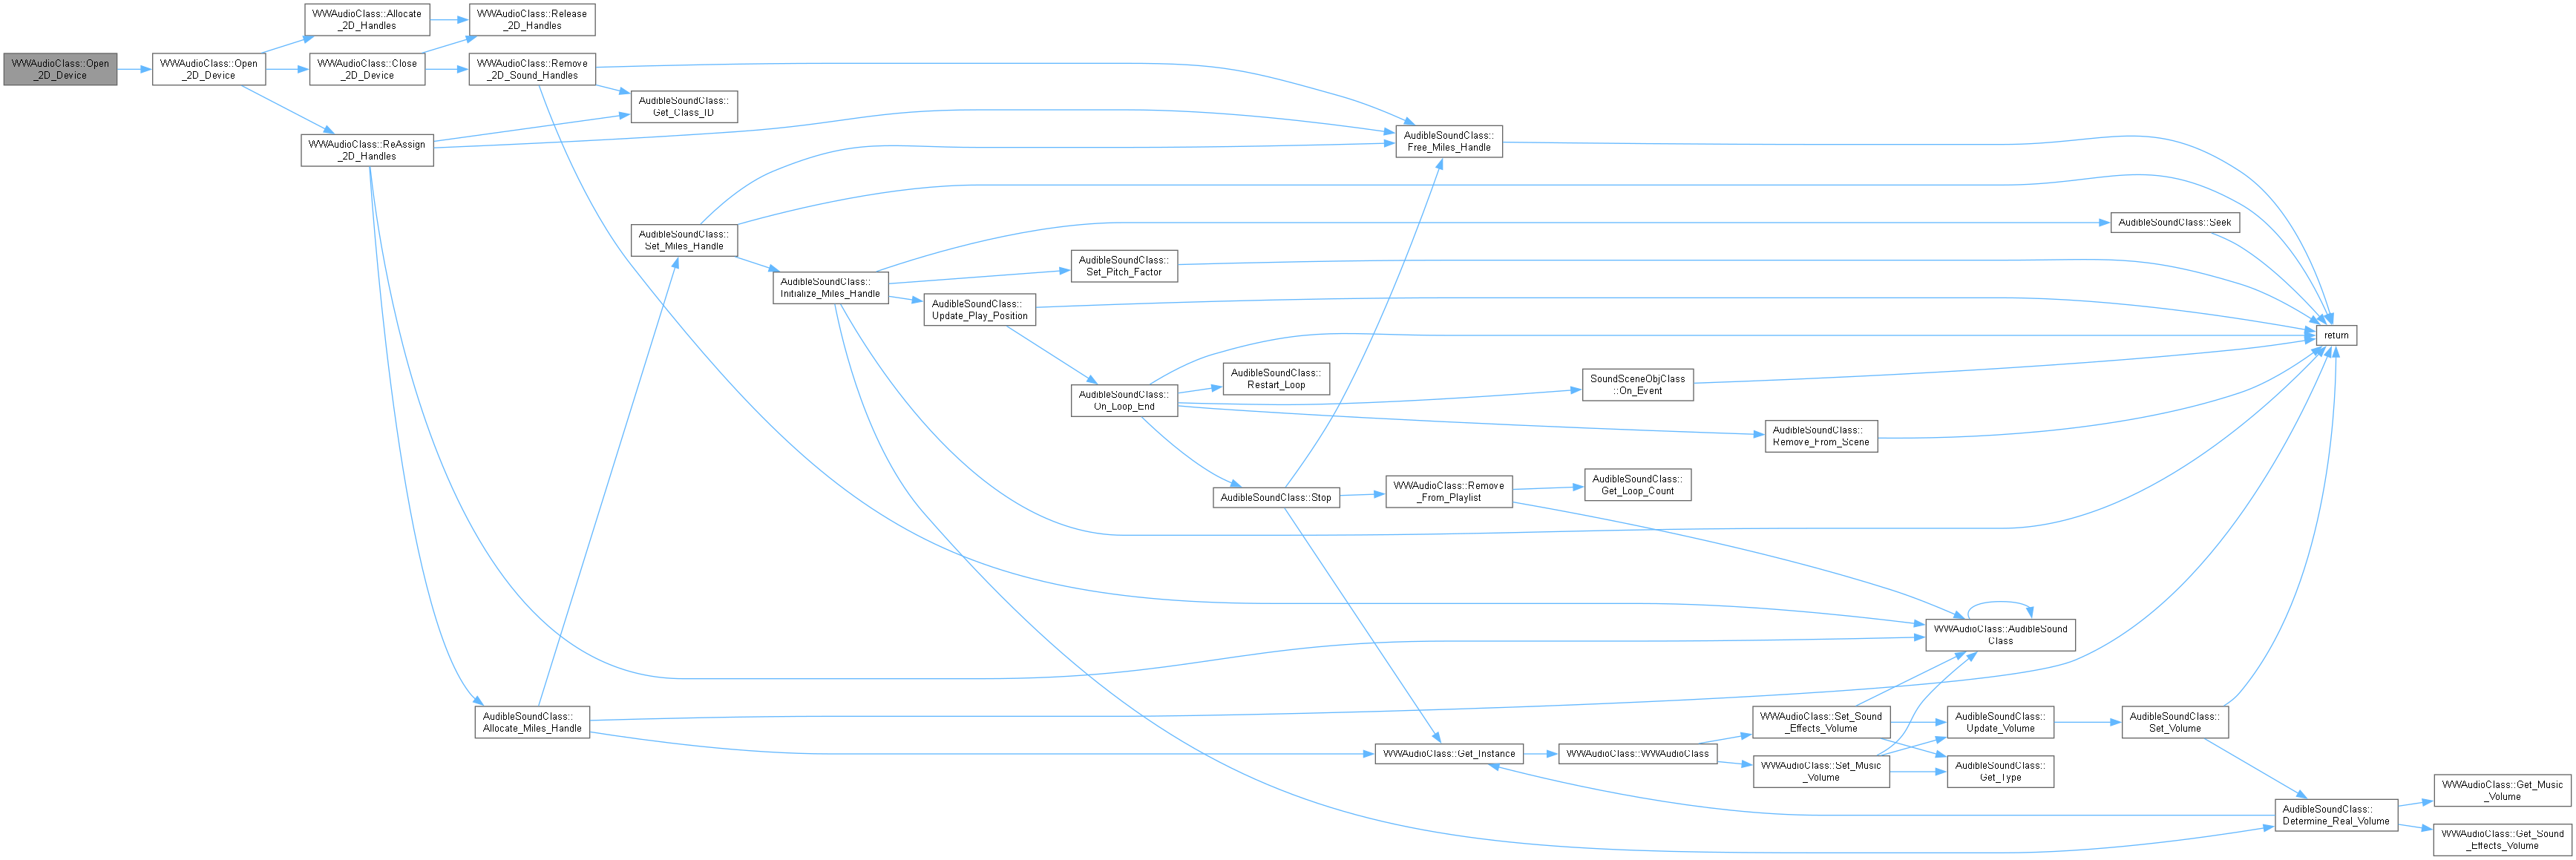 WWAudioClass::Open
_2D_Device
WWAudioClass::Open
_2D_Device
WWAudioClass::Allocate
_2D_Handles
WWAudioClass::Close
_2D_Device
WWAudioClass::ReAssign
_2D_Handles
WWAudioClass::Release
_2D_Handles
WWAudioClass::Remove
_2D_Sound_Handles
AudibleSoundClass::
Get_Class_ID
AudibleSoundClass::
Set_Miles_Handle
AudibleSoundClass::
Allocate_Miles_Handle
AudibleSoundClass::
Initialize_Miles_Handle
AudibleSoundClass::
Update_Play_Position
AudibleSoundClass::
Set_Pitch_Factor
AudibleSoundClass::
On_Loop_End
AudibleSoundClass::
Restart_Loop
AudibleSoundClass::Stop
AudibleSoundClass::
Free_Miles_Handle
WWAudioClass::Remove
_From_Playlist
WWAudioClass::Get_Instance
SoundSceneObjClass
::On_Event
AudibleSoundClass::
Get_Loop_Count
WWAudioClass::WWAudioClass
AudibleSoundClass::
Remove_From_Scene
WWAudioClass::Set_Sound
_Effects_Volume
WWAudioClass::Set_Music
_Volume
WWAudioClass::AudibleSound
Class
AudibleSoundClass::
Update_Volume
AudibleSoundClass::
Get_Type
AudibleSoundClass::Seek
AudibleSoundClass::
Set_Volume
return
AudibleSoundClass::
Determine_Real_Volume
WWAudioClass::Get_Music
_Volume
WWAudioClass::Get_Sound
_Effects_Volume